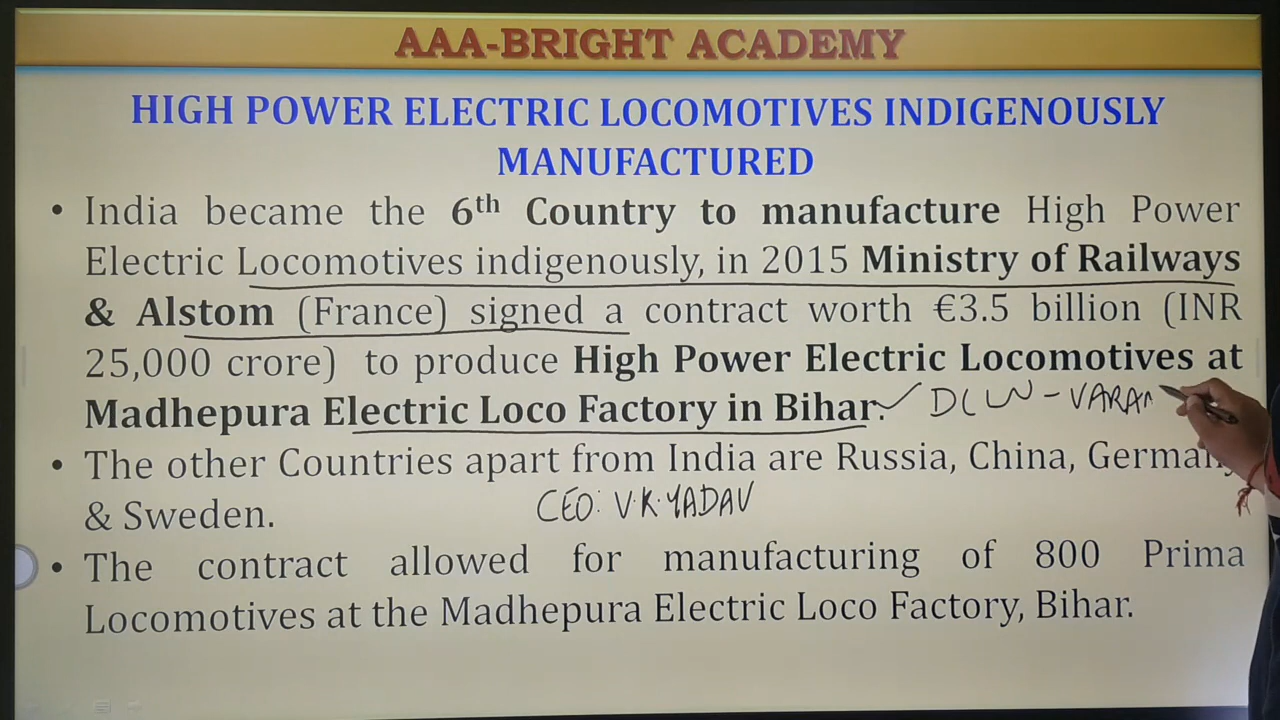 AAA-BRIGHT ACADEMY
HIGH POWER ELECTRIC LOCOMOTIVES INDIGENOUSLY
MANUFACTURED
• India became the 6th Country to manufacture High Power
Electric Locomotives indigenously, in 2015 Ministry of Railways
& Alstom (France) signed a contract worth €3.5 billion (INR
25,000 crore) to produce High Power Electric Locomotives at
Madhepura Electric Loco Factory in Bihar. DLW - VARAN
• The other Countries apart from India are Russia, China, Germany
& Sweden. CEO: V.K.YADAV
• The contract allowed for manufacturing of 800 Prima
Locomotives at the Madhepura Electric Loco Factory, Bihar.